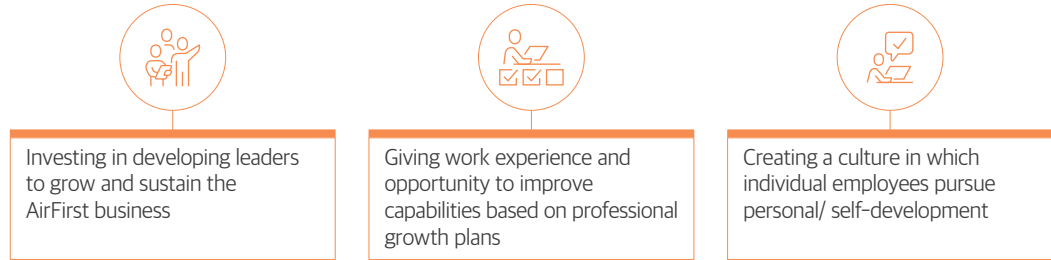 Investing in developing leaders
to grow and sustain the
AirFirst business
Giving work experience and
opportunity to improve
capabilities based on professional
growth plans
Creating a culture in which
individual employees pursue
personal/ self-development